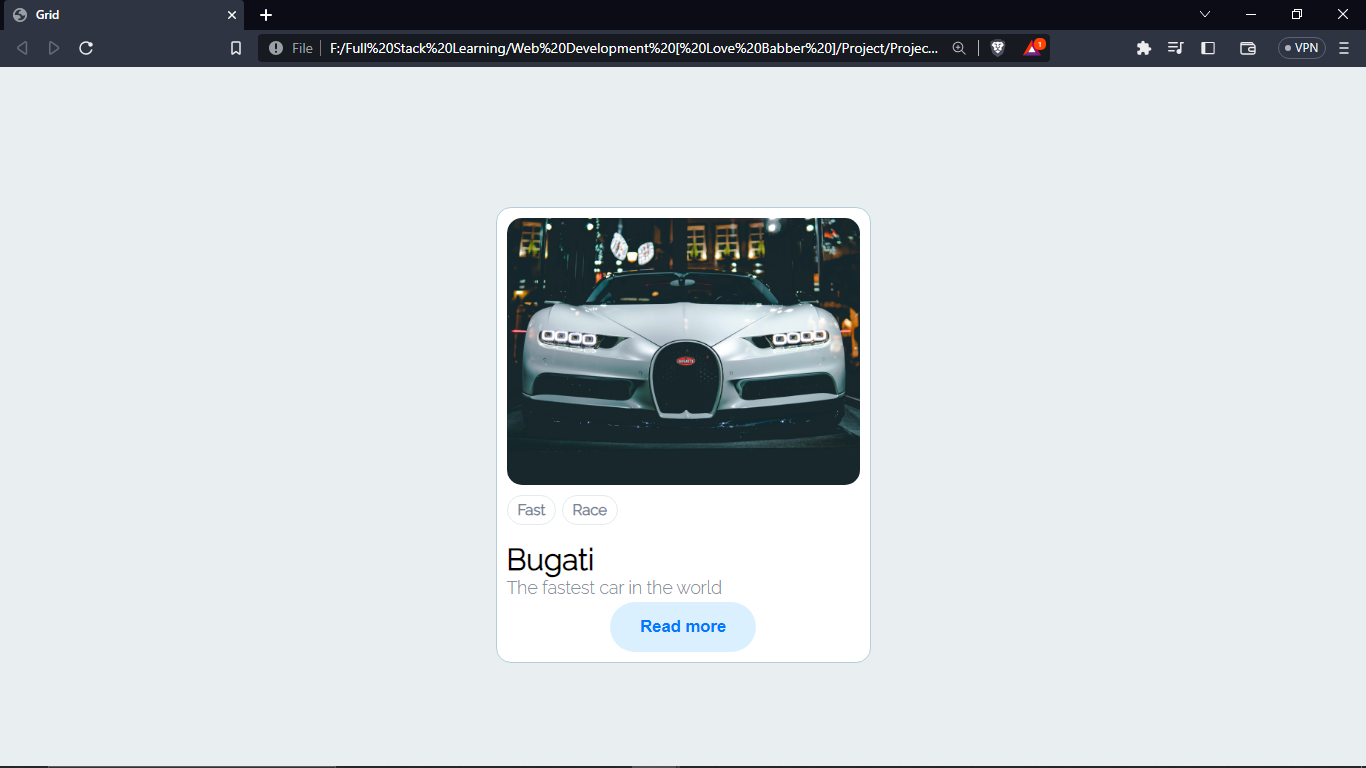 Grid
File
F:/Full%20Stack%20Learning/Web%20Development%20[%20Love%20Babber%20]/Project/Projec...
1
VPN
BUGATTI
Fast
Race
Bugati
The fastest car in the world
Read more